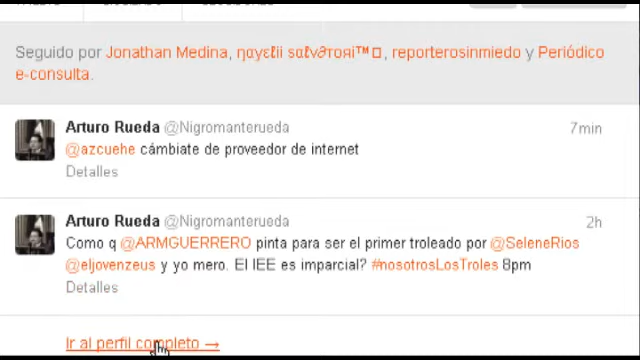 Seguido por Jonathan Medina, reporterosinmiedo y Periódico
e-consulta.
Arturo Rueda @Nigromanterueda 7min
@azcuehe cámbiate de proveedor de internet
Detalles
Arturo Rueda @Nigromanterueda 2h
Como q @ARMGUERRERO pinta para ser el primer troleado por @SeleneRios
@eljovenzeus y yo mero. El IEE es imparcial? #nosotrosLosTroles 8pm
Detalles
Ir al perfil completo →